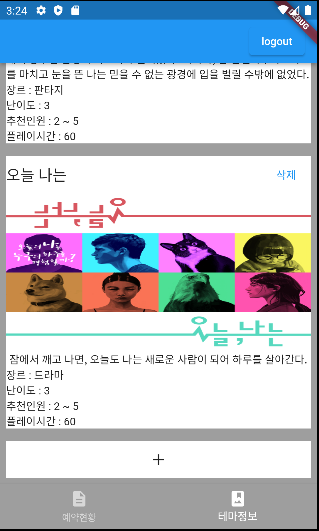 3:24
DEBUG
logout
를 마치고 눈을 뜬 나는 믿을 수 없는 광경에 입을 벌릴 수밖에 없었다.
장르 : 판타지
난이도 : 3
추천인원 : 2 ~ 5
플레이시간 : 60
오늘 나는
삭제
오늘 나는
잠에서 깨고 나면, 오늘도 나는 새로운 사람이 되어 하루를 살아간다.
장르 : 드라마
난이도 : 3
추천인원 : 2 ~ 5
플레이시간 : 60
+
예약현황
테마정보